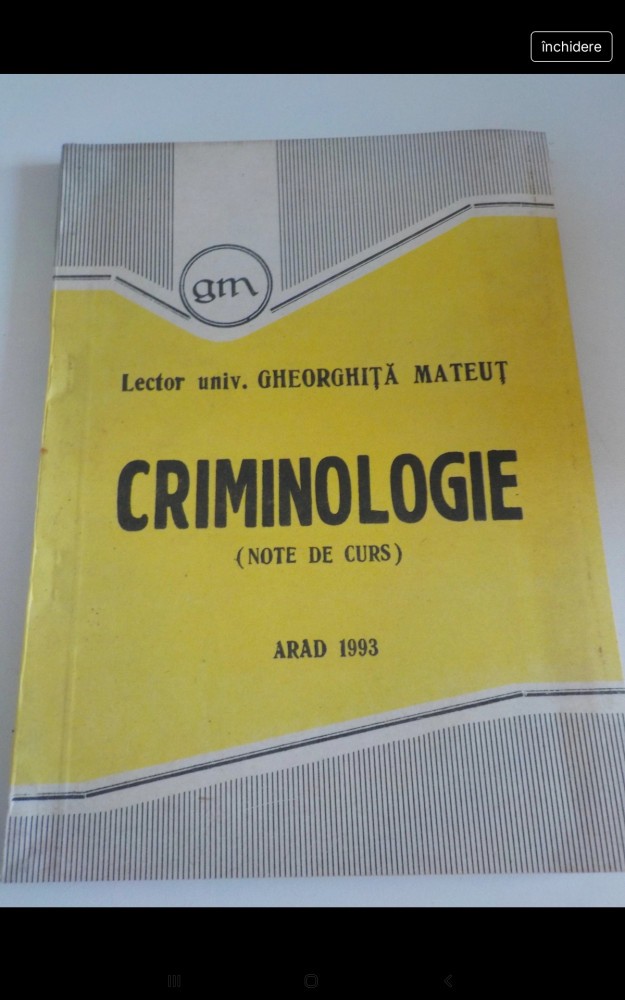 închidere
gm
Lector univ. GHEORGHIȚĂ MATEUȚ
CRIMINOLOGIE
(NOTE DE CURS)
ARAD 1993